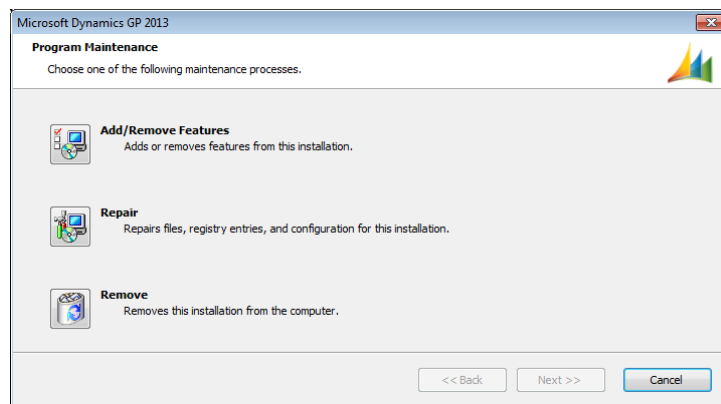 Microsoft Dynamics GP 2013
Program Maintenance
Choose one of the following maintenance processes.
Add/Remove Features
Adds or removes features from this installation.
Repair
Repairs files, registry entries, and configuration for this installation.
Remove
Removes this installation from the computer.
<< Back
Next >>
Cancel